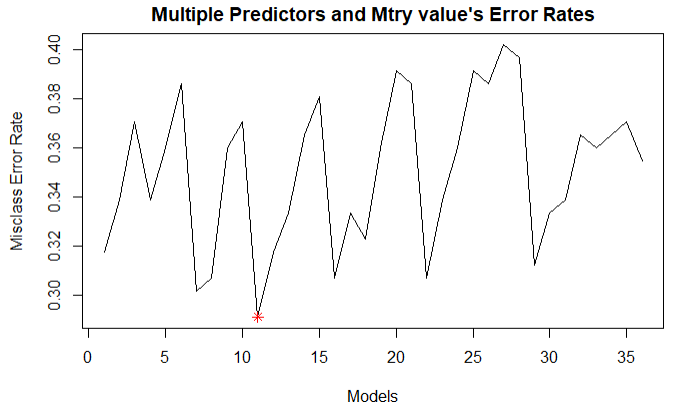 Multiple Predictors and Mtry value's Error Rates
Misclass Error Rate
0.40
0.38
0.36
0.34
0.32
0.30
0 5 10 15 20 25 30 35
Models